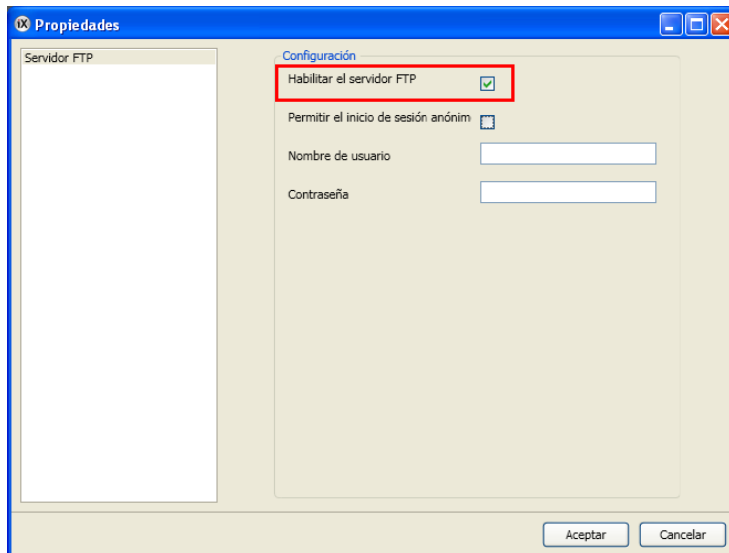 iX Propiedades
Servidor FTP
Configuración
Habilitar el servidor FTP
Permitir el inicio de sesión anónim
Nombre de usuario
Contraseña
Aceptar
Cancelar